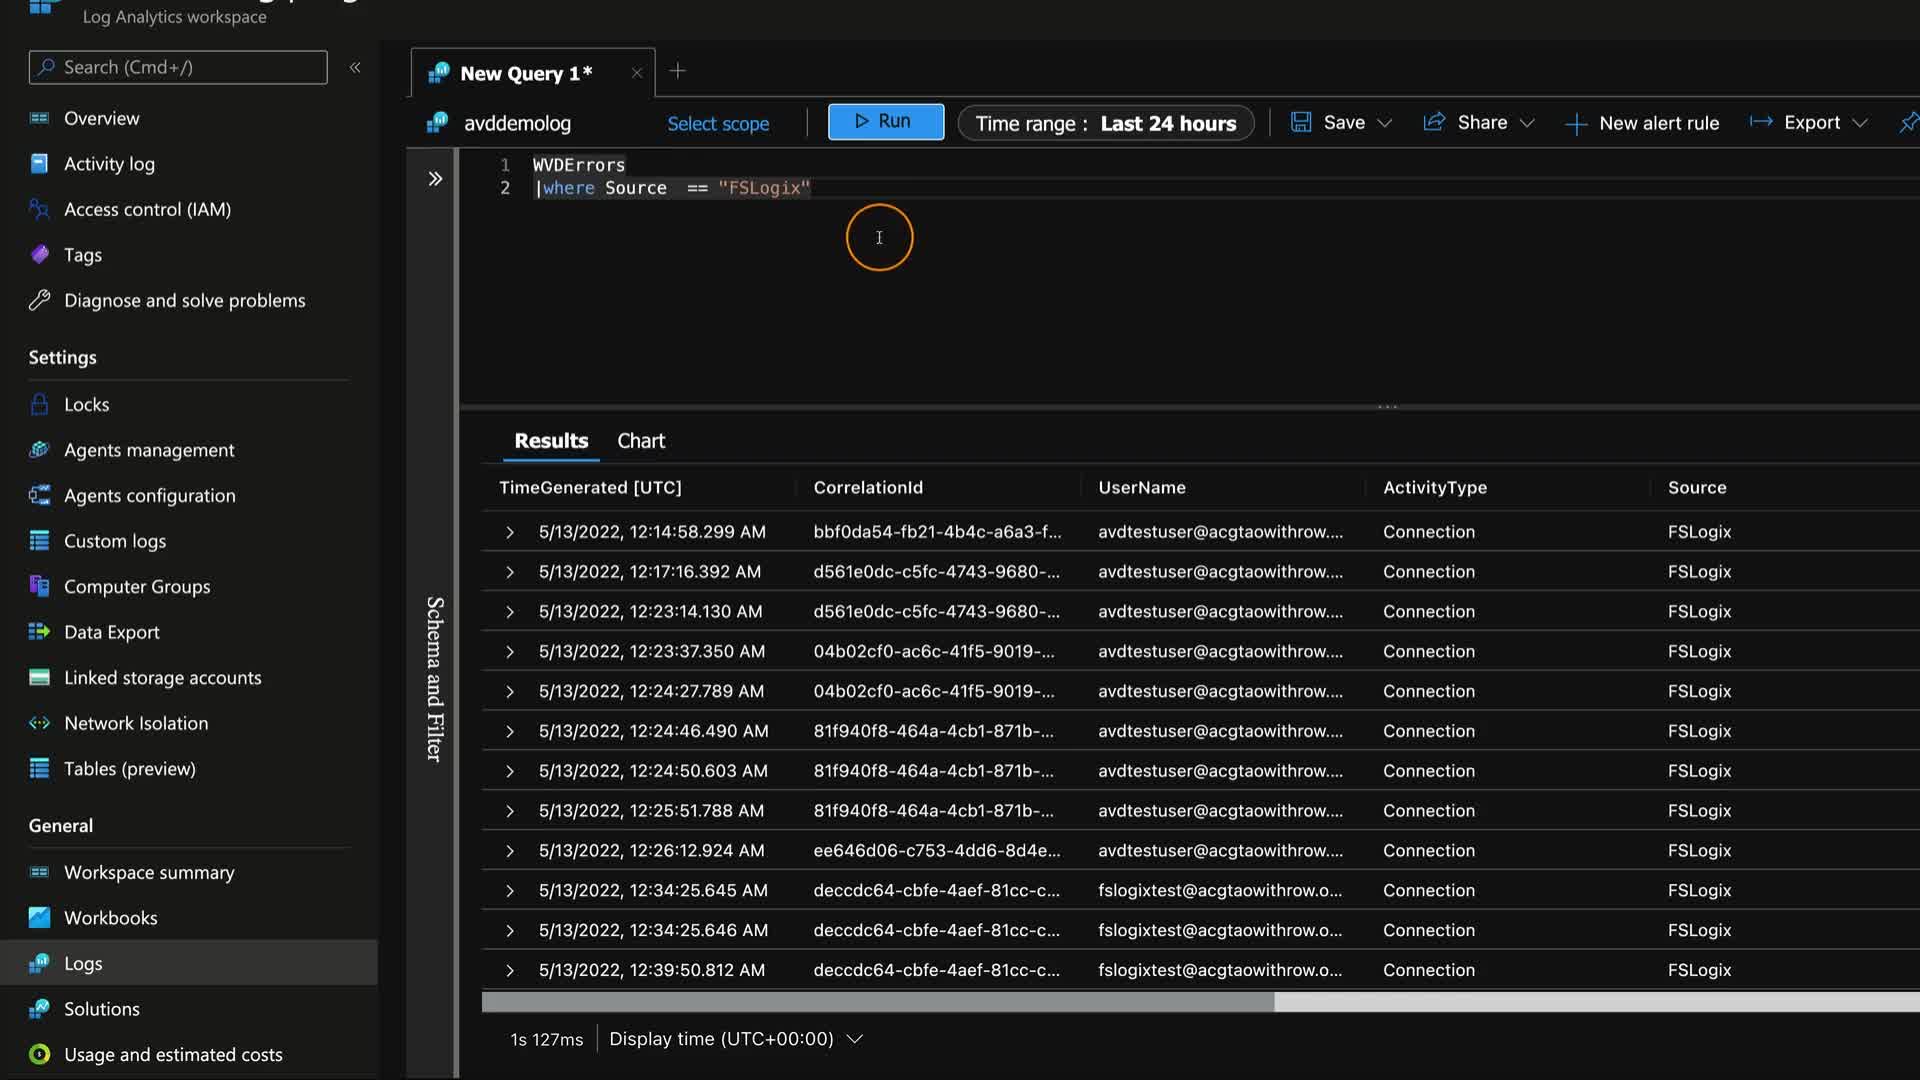 Log Analytics workspace
Search (Cmd+/)
«
Overview
Activity log
Access control (IAM)
Tags
Diagnose and solve problems
Settings
Locks
Agents management
Agents configuration
Custom logs
Computer Groups
Data Export
Linked storage accounts
Network Isolation
Tables (preview)
General
Workspace summary
Workbooks
Logs
Solutions
Usage and estimated costs
New Query 1*
avddemolog
Select scope
Run
Time range : Last 24 hours
Save
Share
New alert rule
Export
1 WVDErrors
2 |where Source == "FSLogix"
Schema and Filter
Results Chart
TimeGenerated [UTC] CorrelationId UserName ActivityType Source
5/13/2022, 12:14:58.299 AM bbf0da54-fb21-4b4c-a6a3-f... avdtestuser@acgtaowithrow.... Connection FSLogix
5/13/2022, 12:17:16.392 AM d561e0dc-c5fc-4743-9680-... avdtestuser@acgtaowithrow.... Connection FSLogix
5/13/2022, 12:23:14.130 AM d561e0dc-c5fc-4743-9680-... avdtestuser@acgtaowithrow.... Connection FSLogix
5/13/2022, 12:23:37.350 AM 04b02cf0-ac6c-41f5-9019-... avdtestuser@acgtaowithrow.... Connection FSLogix
5/13/2022, 12:24:27.789 AM 04b02cf0-ac6c-41f5-9019-... avdtestuser@acgtaowithrow.... Connection FSLogix
5/13/2022, 12:24:46.490 AM 81f940f8-464a-4cb1-871b-... avdtestuser@acgtaowithrow.... Connection FSLogix
5/13/2022, 12:24:50.603 AM 81f940f8-464a-4cb1-871b-... avdtestuser@acgtaowithrow.... Connection FSLogix
5/13/2022, 12:25:51.788 AM 81f940f8-464a-4cb1-871b-... avdtestuser@acgtaowithrow.... Connection FSLogix
5/13/2022, 12:26:12.924 AM ee646d06-c753-4dd6-8d4e... avdtestuser@acgtaowithrow.... Connection FSLogix
5/13/2022, 12:34:25.645 AM deccdc64-cbfe-4aef-81cc-c... fslogixtest@acgtaowithrow.o... Connection FSLogix
5/13/2022, 12:34:25.646 AM deccdc64-cbfe-4aef-81cc-c... fslogixtest@acgtaowithrow.o... Connection FSLogix
5/13/2022, 12:39:50.812 AM deccdc64-cbfe-4aef-81cc-c... fslogixtest@acgtaowithrow.o... Connection FSLogix
1s 127ms Display time (UTC+00:00)